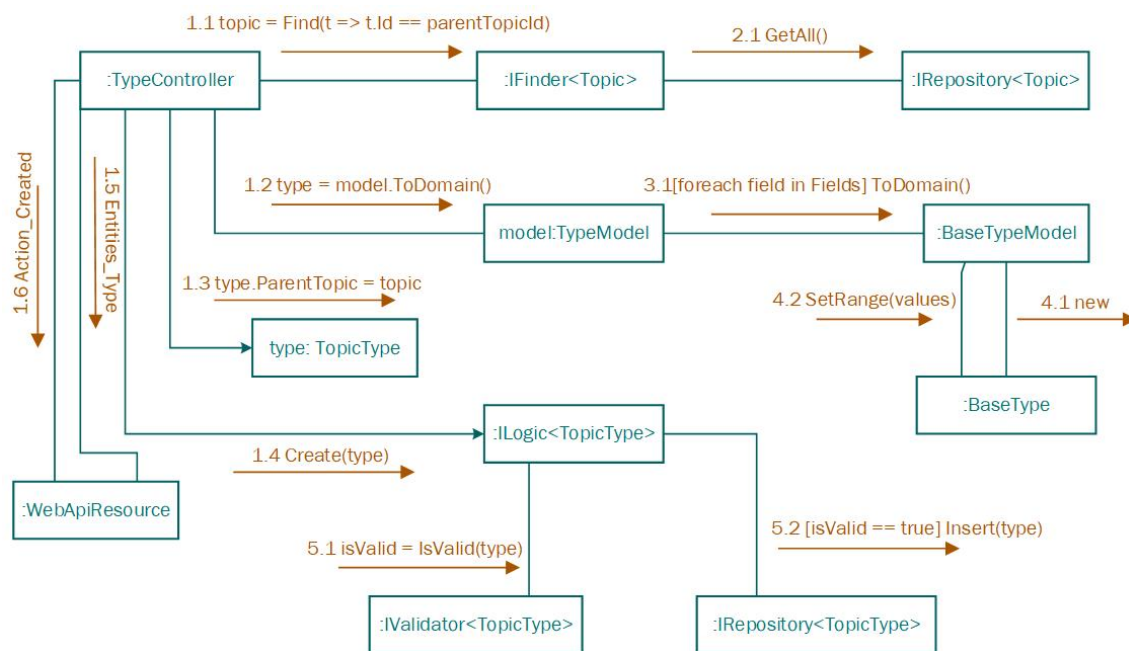 1.1 topic = Find(t => t.Id == parentTopicId)
2.1 GetAll()
:TypeController
:IFinder<Topic>
:IRepository<Topic>
1.6 Action_Created
1.5 Entities_Type
1.2 type = model.ToDomain()
3.1[foreach field in Fields] ToDomain()
model:TypeModel
:BaseTypeModel
1.3 type.ParentTopic = topic
4.2 SetRange(values)
4.1 new
type: TopicType
:BaseType
:ILogic<TopicType>
1.4 Create(type)
:WebApiResource
5.1 isValid = IsValid(type)
5.2 [isValid == true] Insert(type)
:IValidator<TopicType>
:IRepository<TopicType>